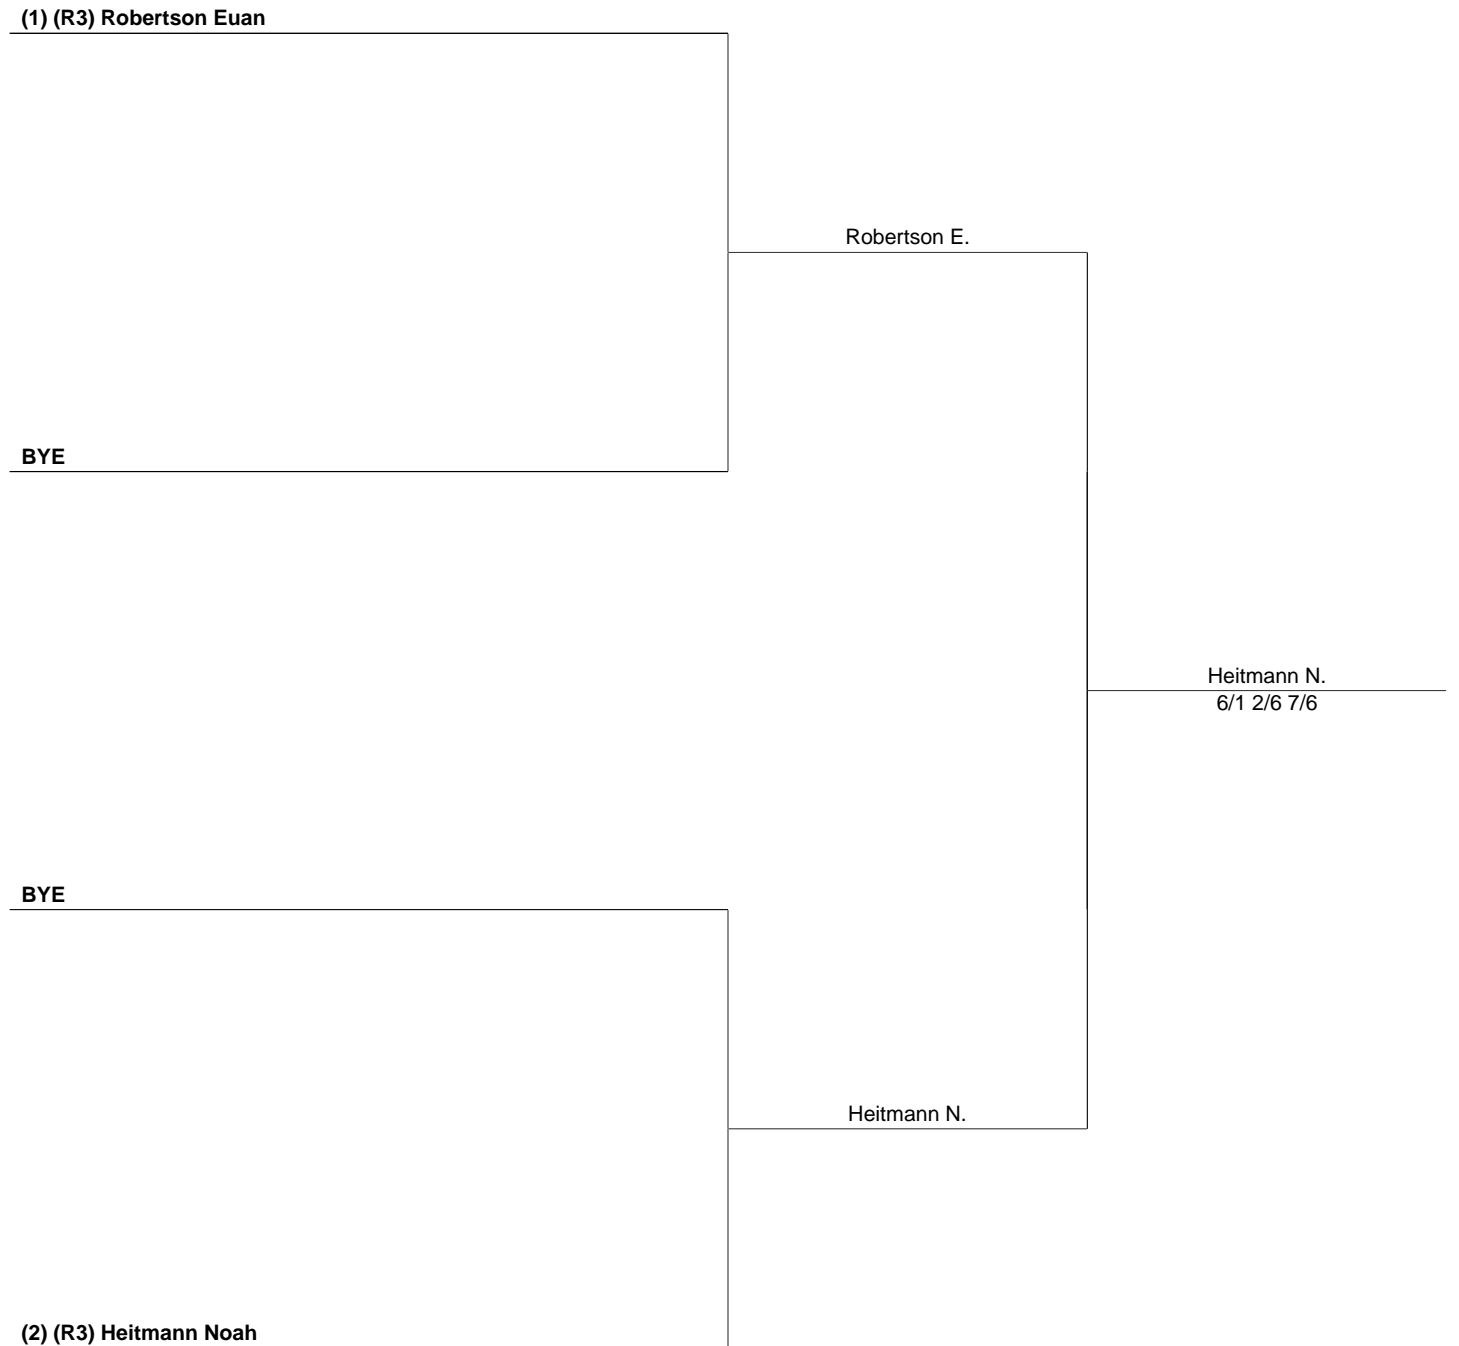 (1) (R3) Robertson Euan
Robertson E.
BYE
Heitmann N.
6/1 2/6 7/6
BYE
Heitmann N.
(2) (R3) Heitmann Noah